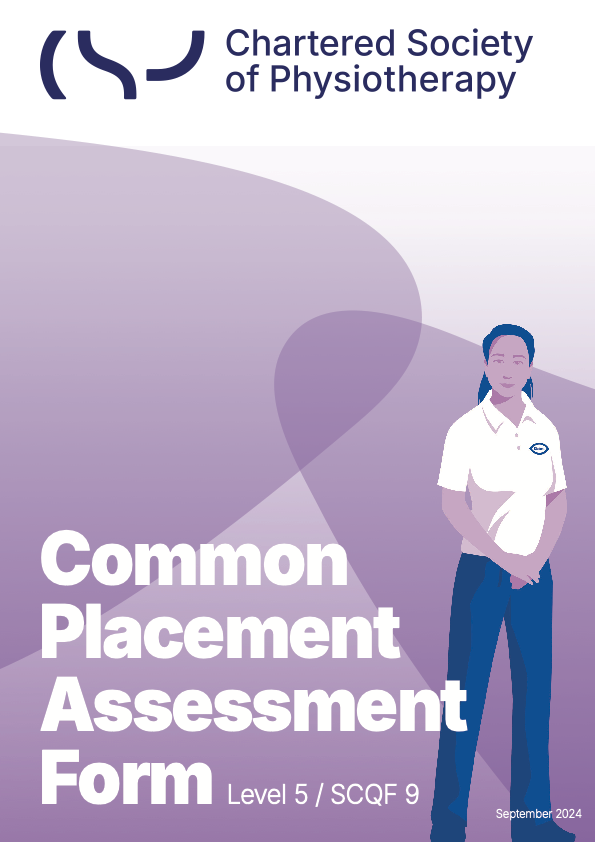 Chartered Society
of Physiotherapy
Common
Placement
Assessment
Form Level 5 / SCQF 9
September 2024